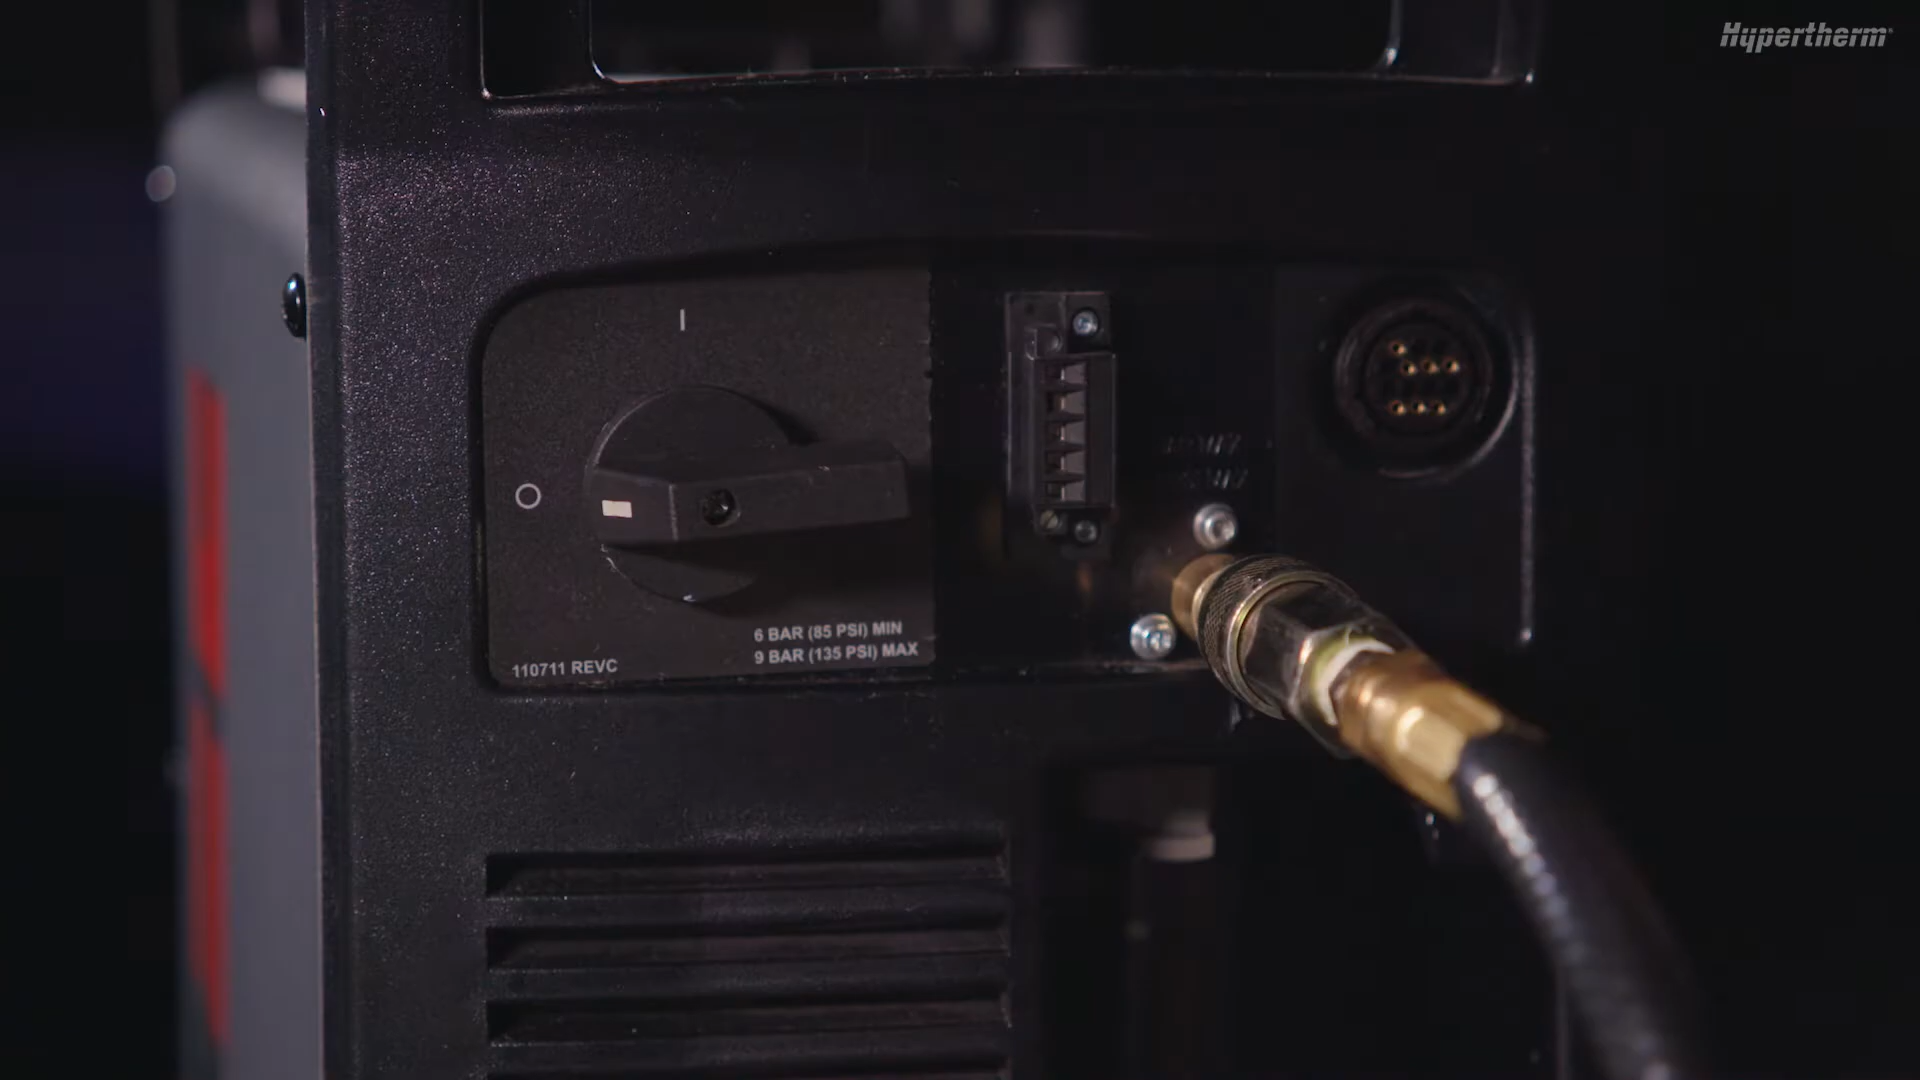 Hypertherm®
I
O
6 BAR (85 PSI) MIN
9 BAR (135 PSI) MAX
110711 REVC